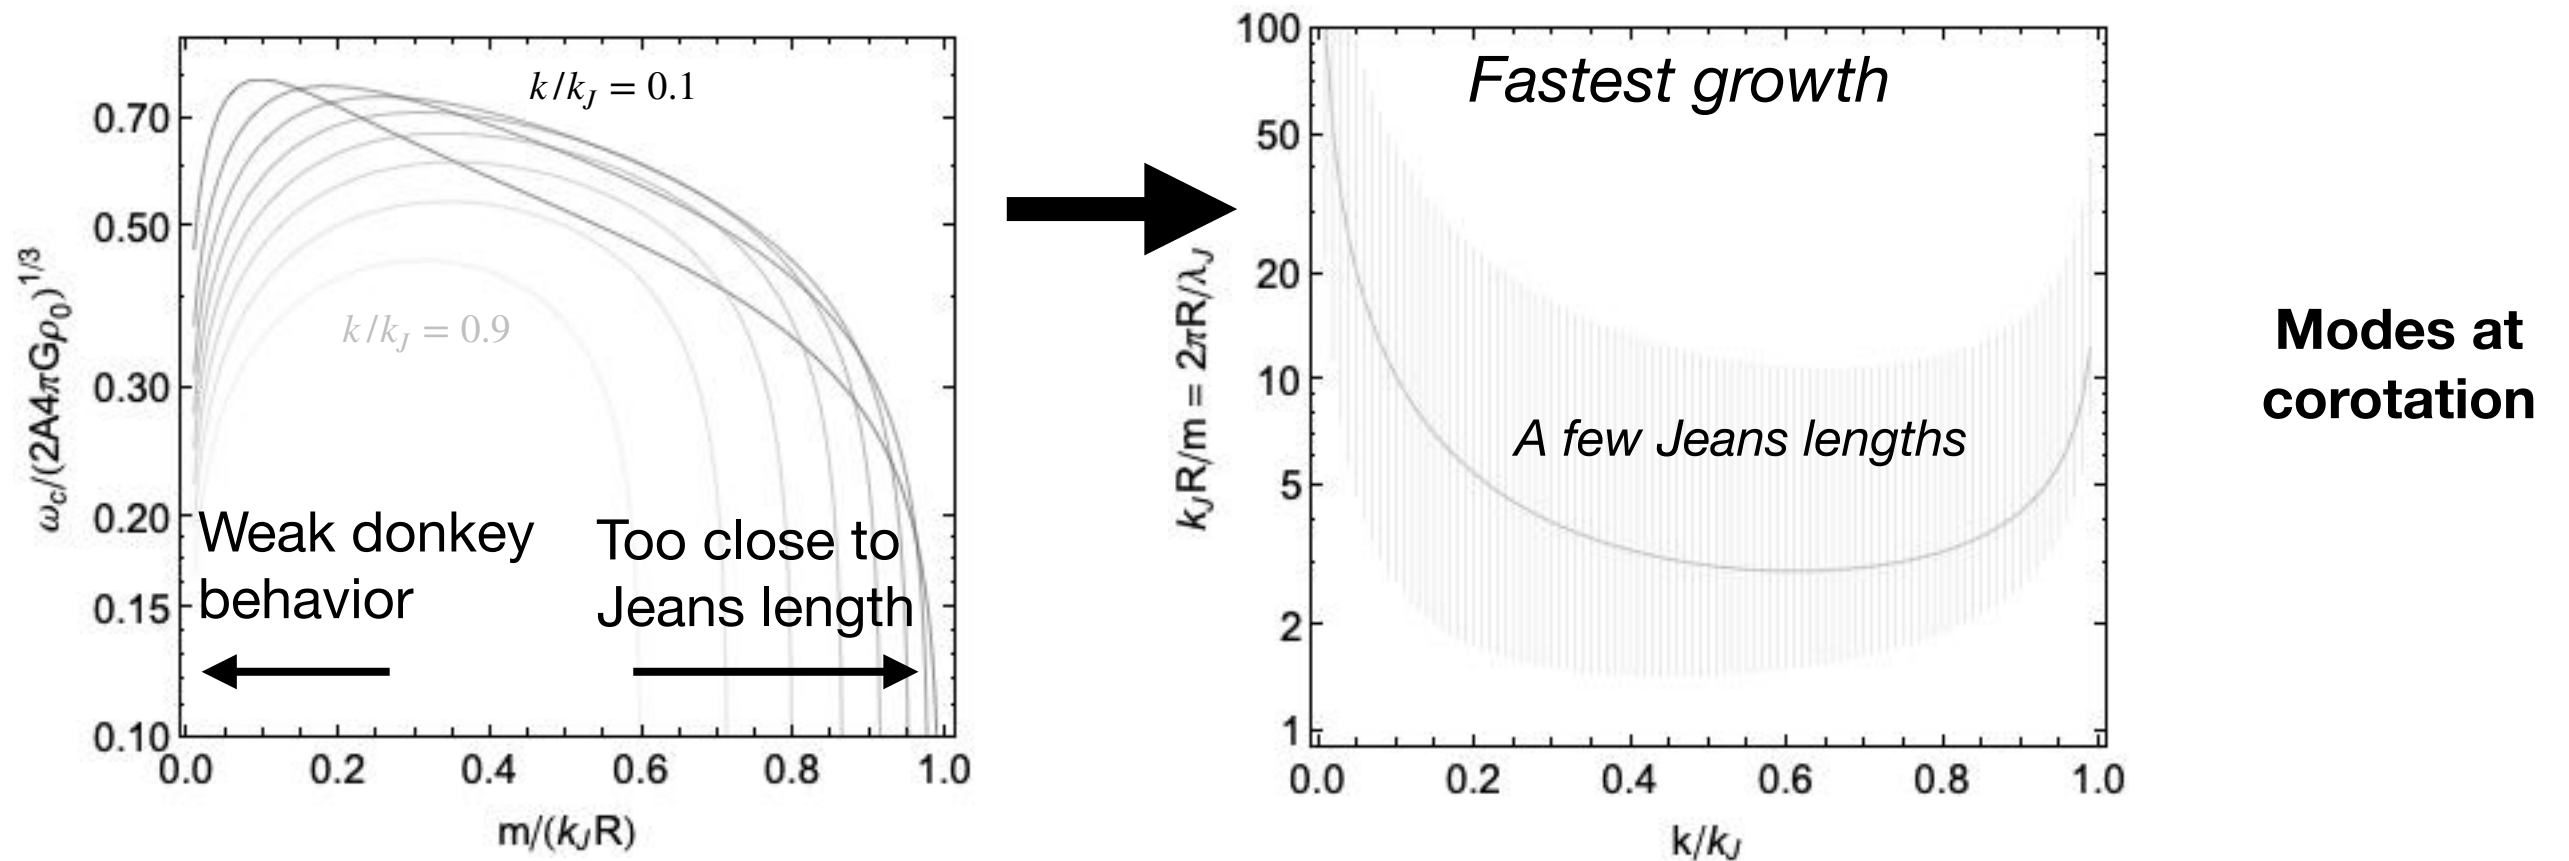 ω_c/(2A4πGρ_0)^{1/3}
0.70
0.50
0.30
0.20
0.15
0.10
k/k_J = 0.1
k/k_J = 0.9
Weak donkey
behavior
Too close to
Jeans length
0.0 0.2 0.4 0.6 0.8 1.0
m/(k_JR)
k_JR/m = 2πR/λ_J
100
50
20
10
5
2
1
Fastest growth
A few Jeans lengths
0.0 0.2 0.4 0.6 0.8 1.0
k/k_J
Modes at
corotation